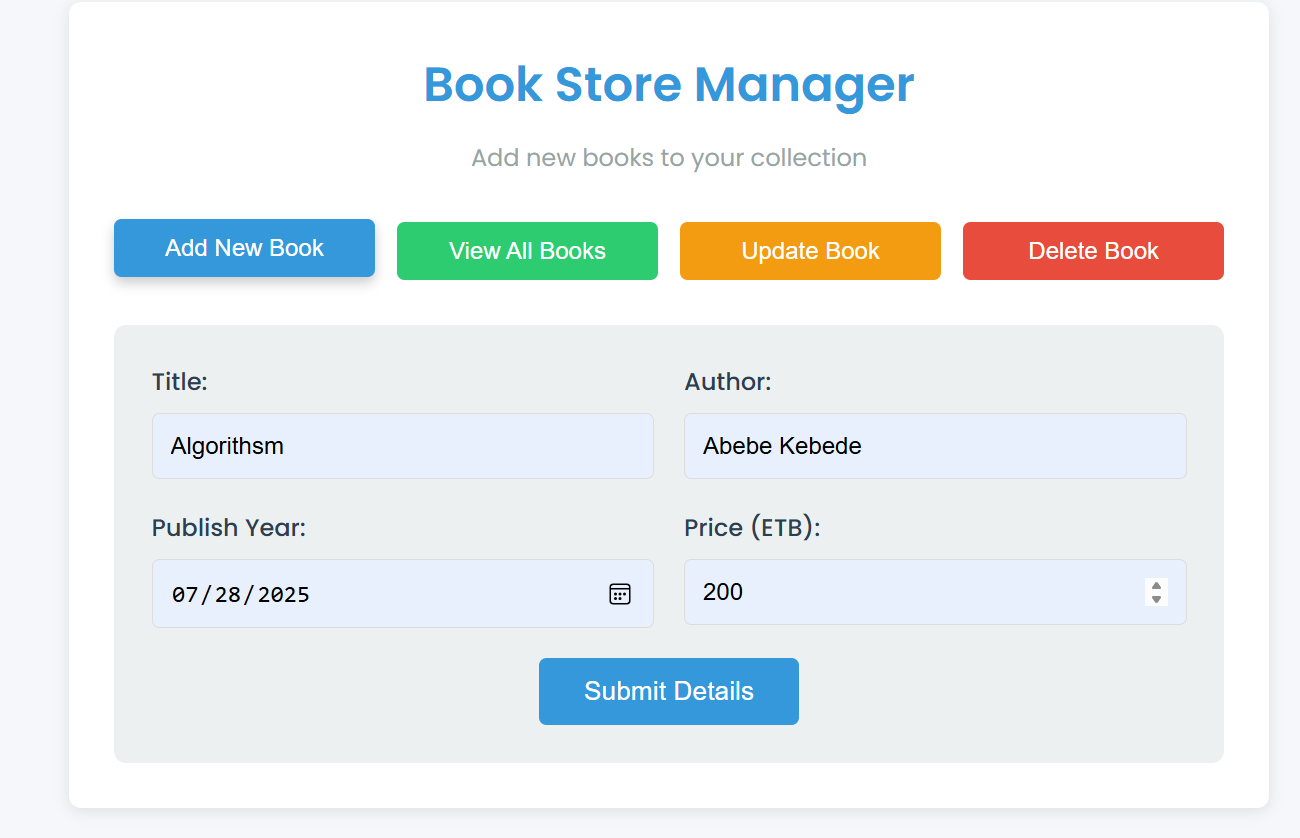 Book Store Manager
Add new books to your collection
Add New Book View All Books Update Book Delete Book
Title: Author:
Algorithsm Abebe Kebede
Publish Year: Price (ETB):
07/28/2025 200
Submit Details